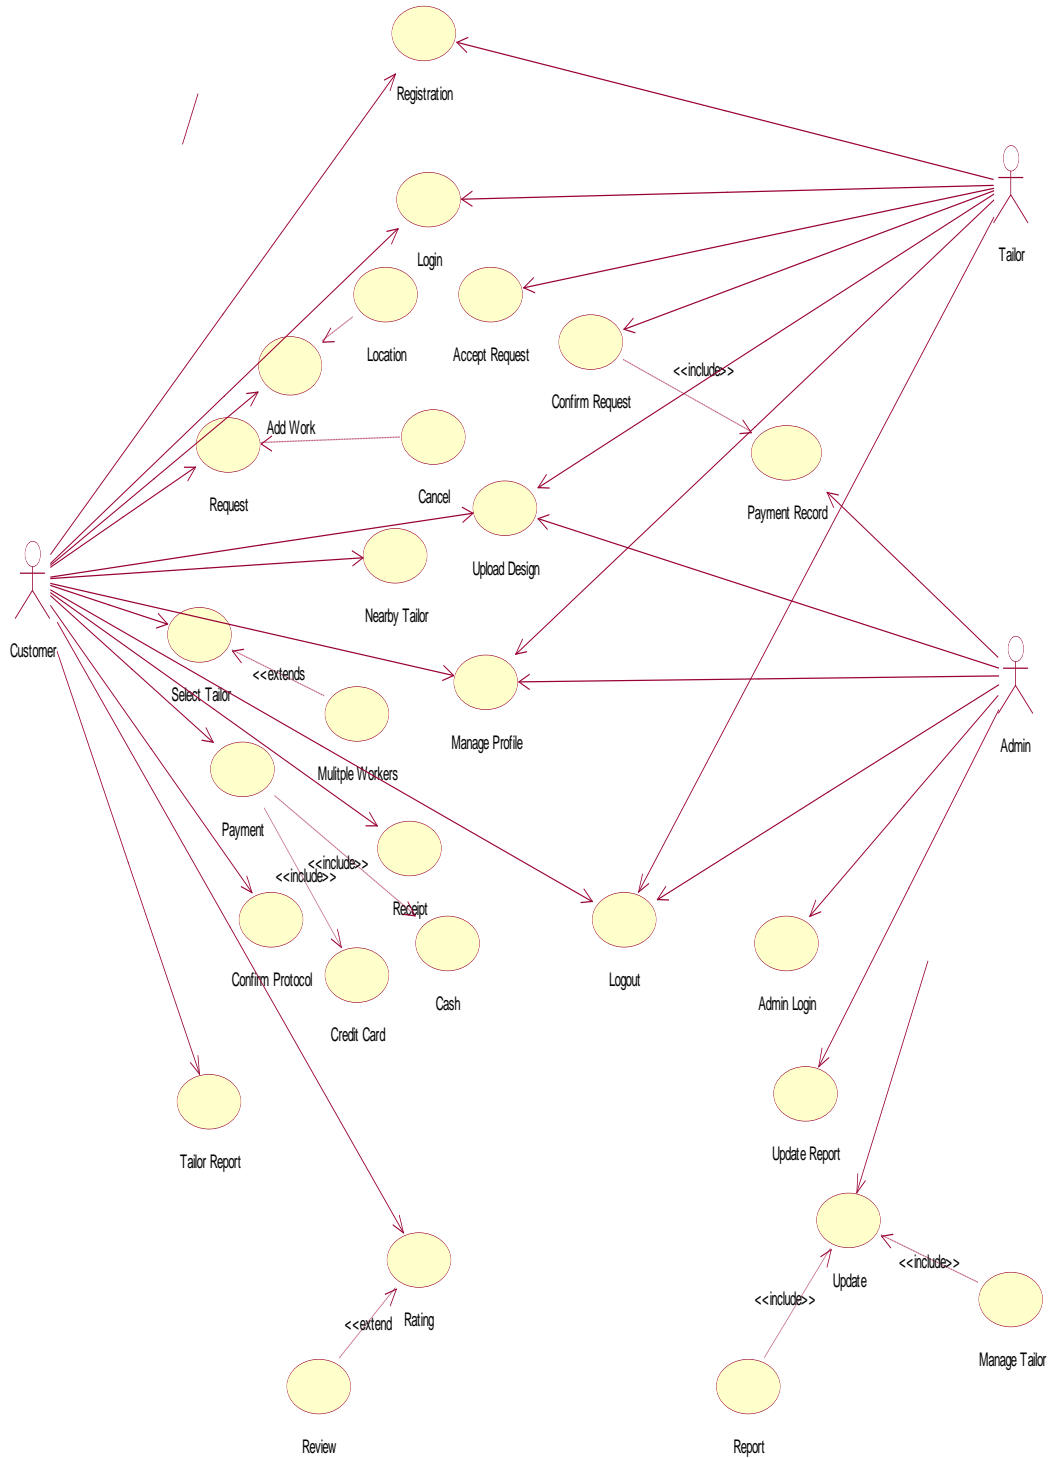 Registration
Tailor
Login
Location
Accept Request
<<include>>
Confirm Request
Add Work
Cancel
Request
Payment Record
Upload Design
Nearby Tailor
Customer
<<extends>>
Select Tailor
Manage Profile
Admin
Mulitple Workers
Payment
<<include>>
<<include>>
Receipt
Confirm Protocol
Logout
Cash
Admin Login
Credit Card
Update Report
Tailor Report
<<include>>
Update
<<include>>
Rating
<<extend
Manage Tailor
Review
Report